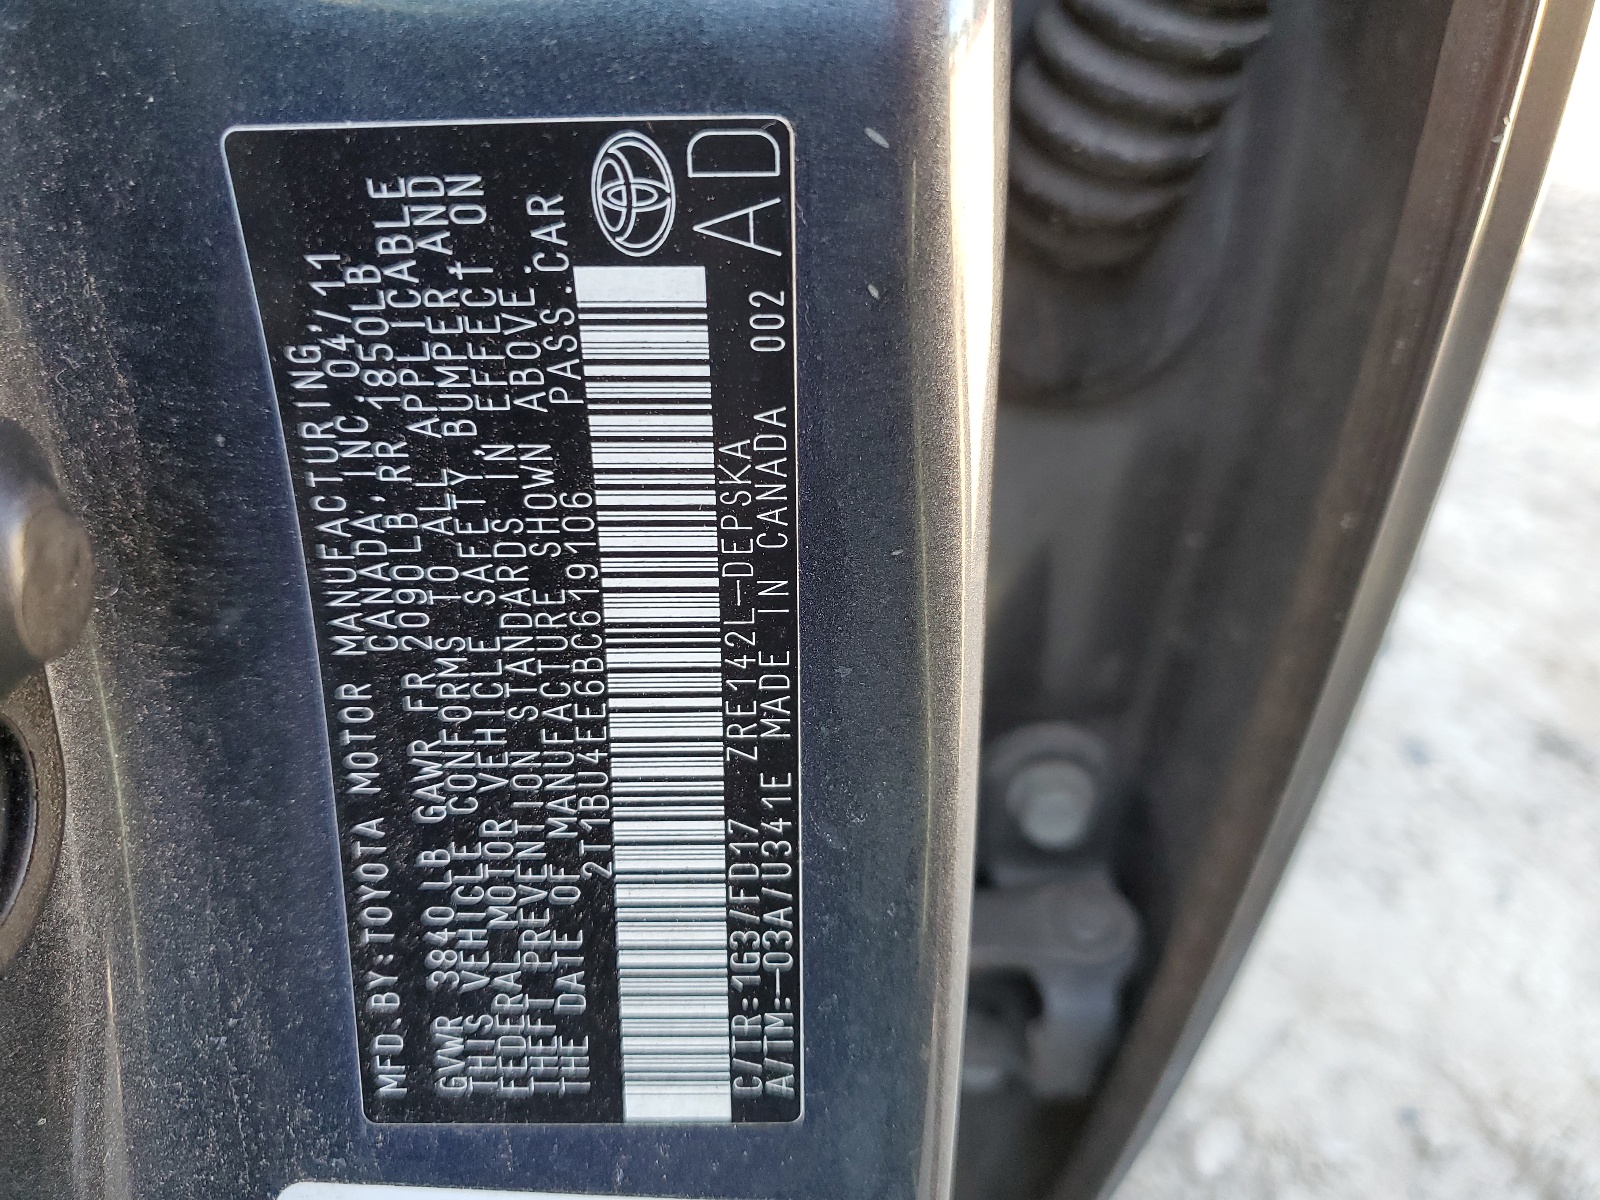 MFD. BY: TOYOTA MOTOR MANUFACTURING,
CANADA, INC. 04/11
GVWR 3840 LB GAWR FR 2090LB RR 1850LB
THIS VEHICLE CONFORMS TO ALL APPLICABLE
FEDERAL MOTOR VEHICLE SAFETY, BUMPER, AND
THEFT PREVENTION STANDARDS IN EFFECT ON
THE DATE OF MANUFACTURE SHOWN ABOVE.
2T1BU4EE6BC619106 PASS. CAR
C/TR: 1G3/FD17 ZRE142L-DEPSKA
A/TM: -03A/U341E MADE IN CANADA 002
AD